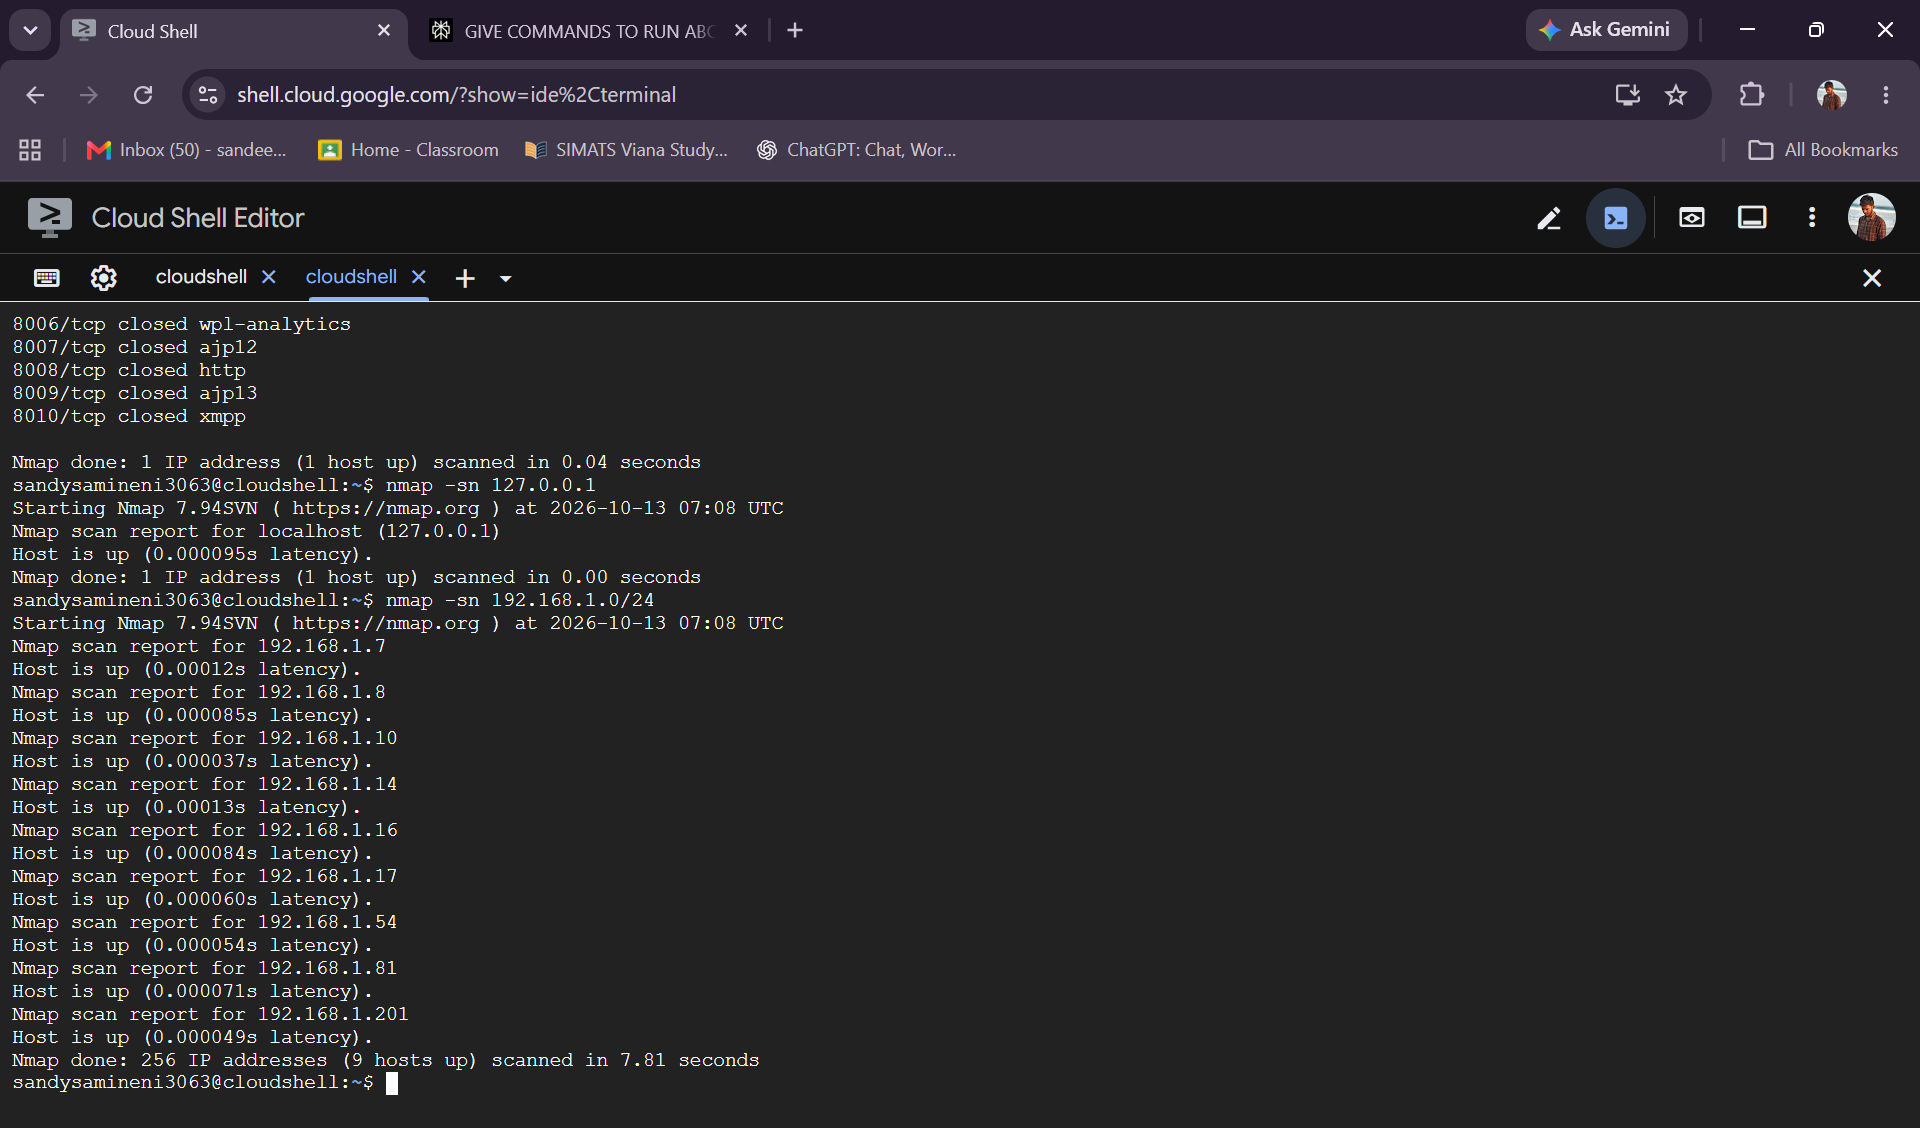 Cloud Shell
GIVE COMMANDS TO RUN ABC
Ask Gemini
shell.cloud.google.com/?show=ide%2Cterminal
Inbox (50) - sandee...
Home - Classroom
SIMATS Viana Study...
ChatGPT: Chat, Wor...
All Bookmarks
Cloud Shell Editor
cloudshell
cloudshell
8006/tcp closed wpl-analytics
8007/tcp closed ajp12
8008/tcp closed http
8009/tcp closed ajp13
8010/tcp closed xmpp
Nmap done: 1 IP address (1 host up) scanned in 0.04 seconds
sandysamineni3063@cloudshell:~$ nmap -sn 127.0.0.1
Starting Nmap 7.94SVN ( https://nmap.org ) at 2026-10-13 07:08 UTC
Nmap scan report for localhost (127.0.0.1)
Host is up (0.000095s latency).
Nmap done: 1 IP address (1 host up) scanned in 0.00 seconds
sandysamineni3063@cloudshell:~$ nmap -sn 192.168.1.0/24
Starting Nmap 7.94SVN ( https://nmap.org ) at 2026-10-13 07:08 UTC
Nmap scan report for 192.168.1.7
Host is up (0.00012s latency).
Nmap scan report for 192.168.1.8
Host is up (0.000085s latency).
Nmap scan report for 192.168.1.10
Host is up (0.000037s latency).
Nmap scan report for 192.168.1.14
Host is up (0.00013s latency).
Nmap scan report for 192.168.1.16
Host is up (0.000084s latency).
Nmap scan report for 192.168.1.17
Host is up (0.000060s latency).
Nmap scan report for 192.168.1.54
Host is up (0.000054s latency).
Nmap scan report for 192.168.1.81
Host is up (0.000071s latency).
Nmap scan report for 192.168.1.201
Host is up (0.000049s latency).
Nmap done: 256 IP addresses (9 hosts up) scanned in 7.81 seconds
sandysamineni3063@cloudshell:~$